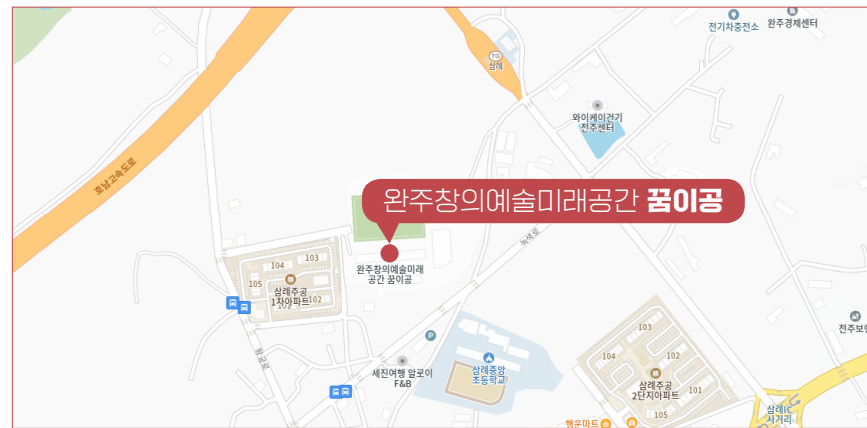 전기차충전소
완주경제센터
TG
삼례
와이케이건기
전주센터
호남고속도로
완주창의예술미래공간 꿈이공
녹색로
완주창의예술미래
공간 꿈이공
103
104
105
102
101
삼례주공
1차아파트
왕궁로
P
세진여행 말로이
F&B
삼례중앙
초등학교
103
104
102
101
105
삼례주공
2단지아파트
행운마트
삼례IC
사거리
전주보